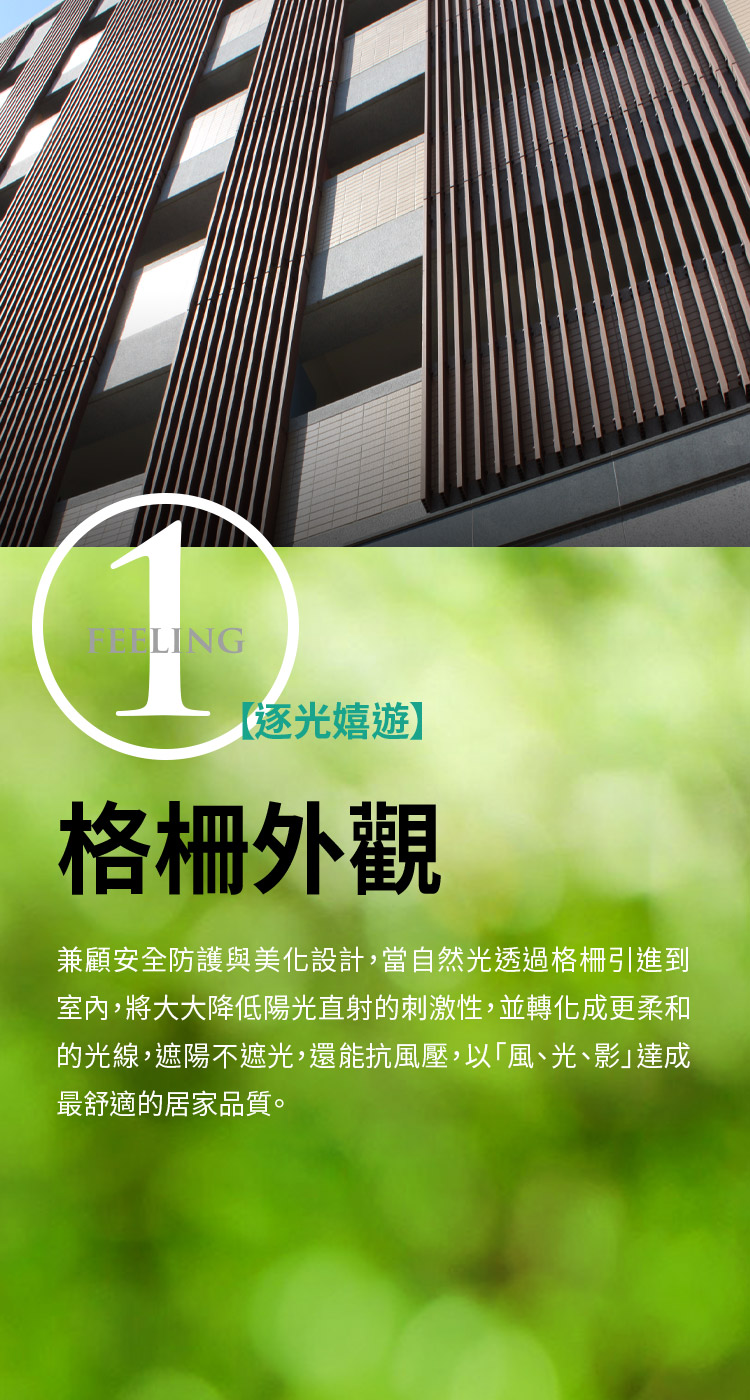 1
FEELING
【逐光嬉遊】
格柵外觀
兼顧安全防護與美化設計，當自然光透過格柵引進到
室內，將大大降低陽光直射的刺激性，並轉化成更柔和
的光線，遮陽不遮光，還能抗風壓，以「風、光、影」達成
最舒適的居家品質。